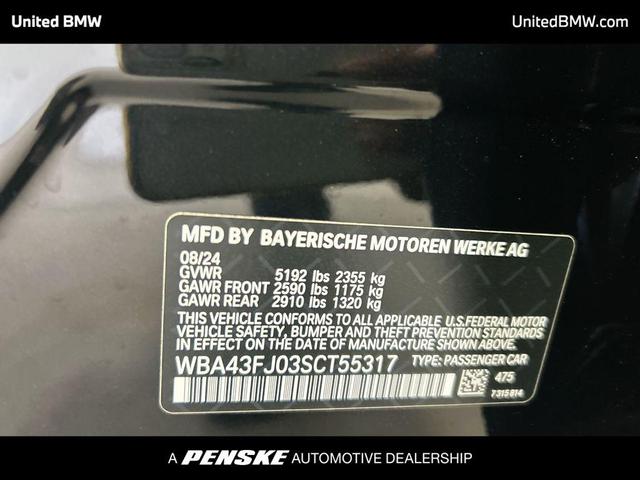 United BMW
UnitedBMW.com
MFD BY BAYERISCHE MOTOREN WERKE AG
08/24
GVWR 5192 lbs 2355 kg
GAWR FRONT 2590 lbs 1175 kg
GAWR REAR 2910 lbs 1320 kg
THIS VEHICLE CONFORMS TO ALL APPLICABLE U.S. FEDERAL MOTOR
VEHICLE SAFETY, BUMPER AND THEFT PREVENTION STANDARDS
IN EFFECT ON THE DATE OF MANUFACTURE SHOWN ABOVE.
WBA43FJ03SCT55317 TYPE: PASSENGER CAR
475
7315814
A PENSKE AUTOMOTIVE DEALERSHIP